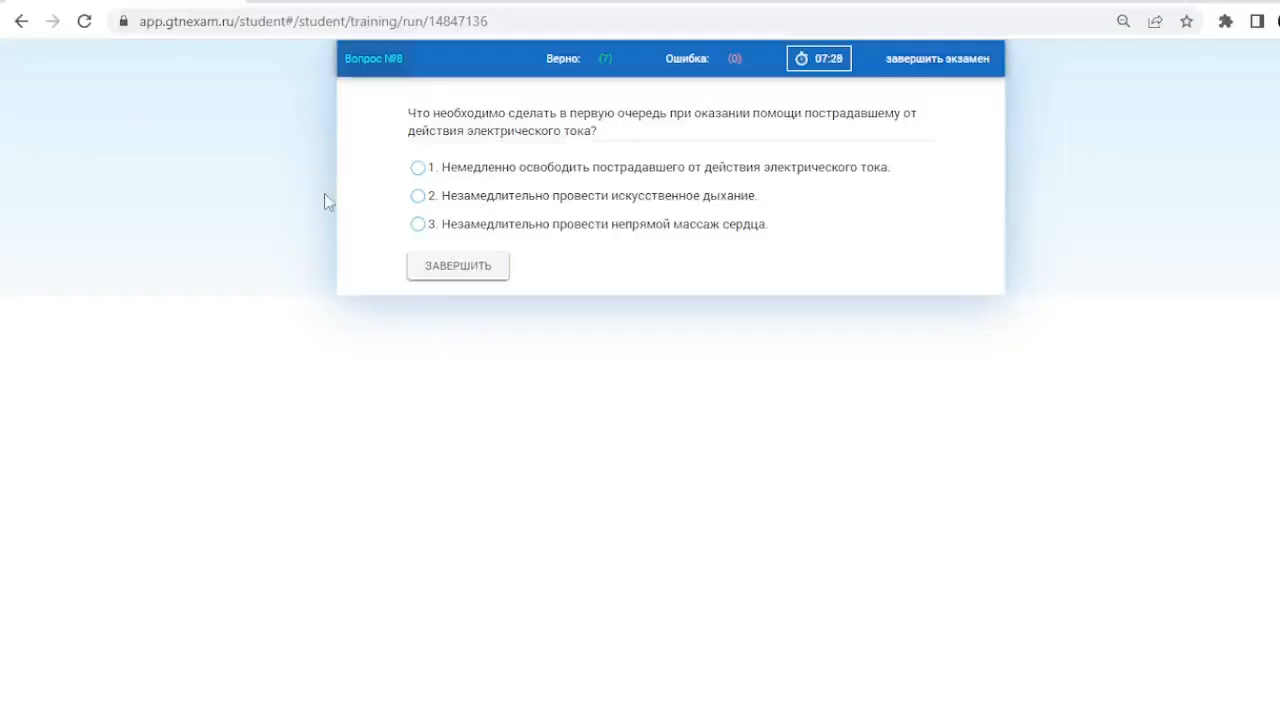 app.gtnexam.ru/student#/student/training/run/14847136
Вопрос №8 Верно: (7) Ошибка: (0) 07:28 завершить экзамен
Что необходимо сделать в первую очередь при оказании помощи пострадавшему от
действия электрического тока?
1. Немедленно освободить пострадавшего от действия электрического тока.
2. Незамедлительно провести искусственное дыхание.
3. Незамедлительно провести непрямой массаж сердца.
ЗАВЕРШИТЬ